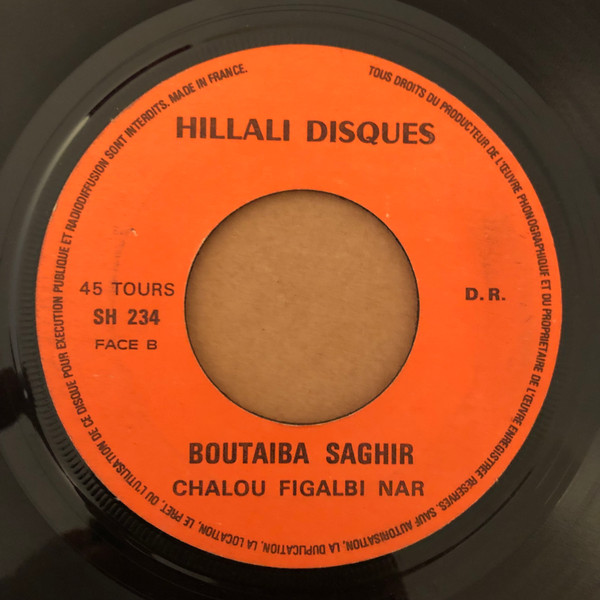 HILLALI DISQUES
45 TOURS
SH 234
FACE B
D.R.
BOUTAIBA SAGHIR
CHALOU FIGALBI NAR
TOUS DROITS DU PRODUCTEUR DE L'ŒUVRE PHONOGRAPHIQUE ET DU PROPRIETAIRE DE L'ŒUVRE ENREGISTREE RESERVES. SAUF AUTORISATION, LA DUPLICATION, LA LOCATION, LE PRET, OU L'UTILISATION DE CE DISQUE POUR EXECUTION PUBLIQUE ET RADIODIFFUSION SONT INTERDITS. MADE IN FRANCE.